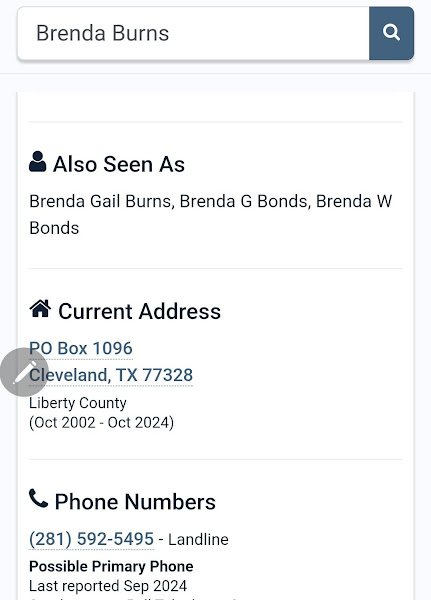 Brenda Burns
Also Seen As
Brenda Gail Burns, Brenda G Bonds, Brenda W
Bonds
Current Address
PO Box 1096
Cleveland, TX 77328
Liberty County
(Oct 2002 - Oct 2024)
Phone Numbers
(281) 592-5495 - Landline
Possible Primary Phone
Last reported Sep 2024